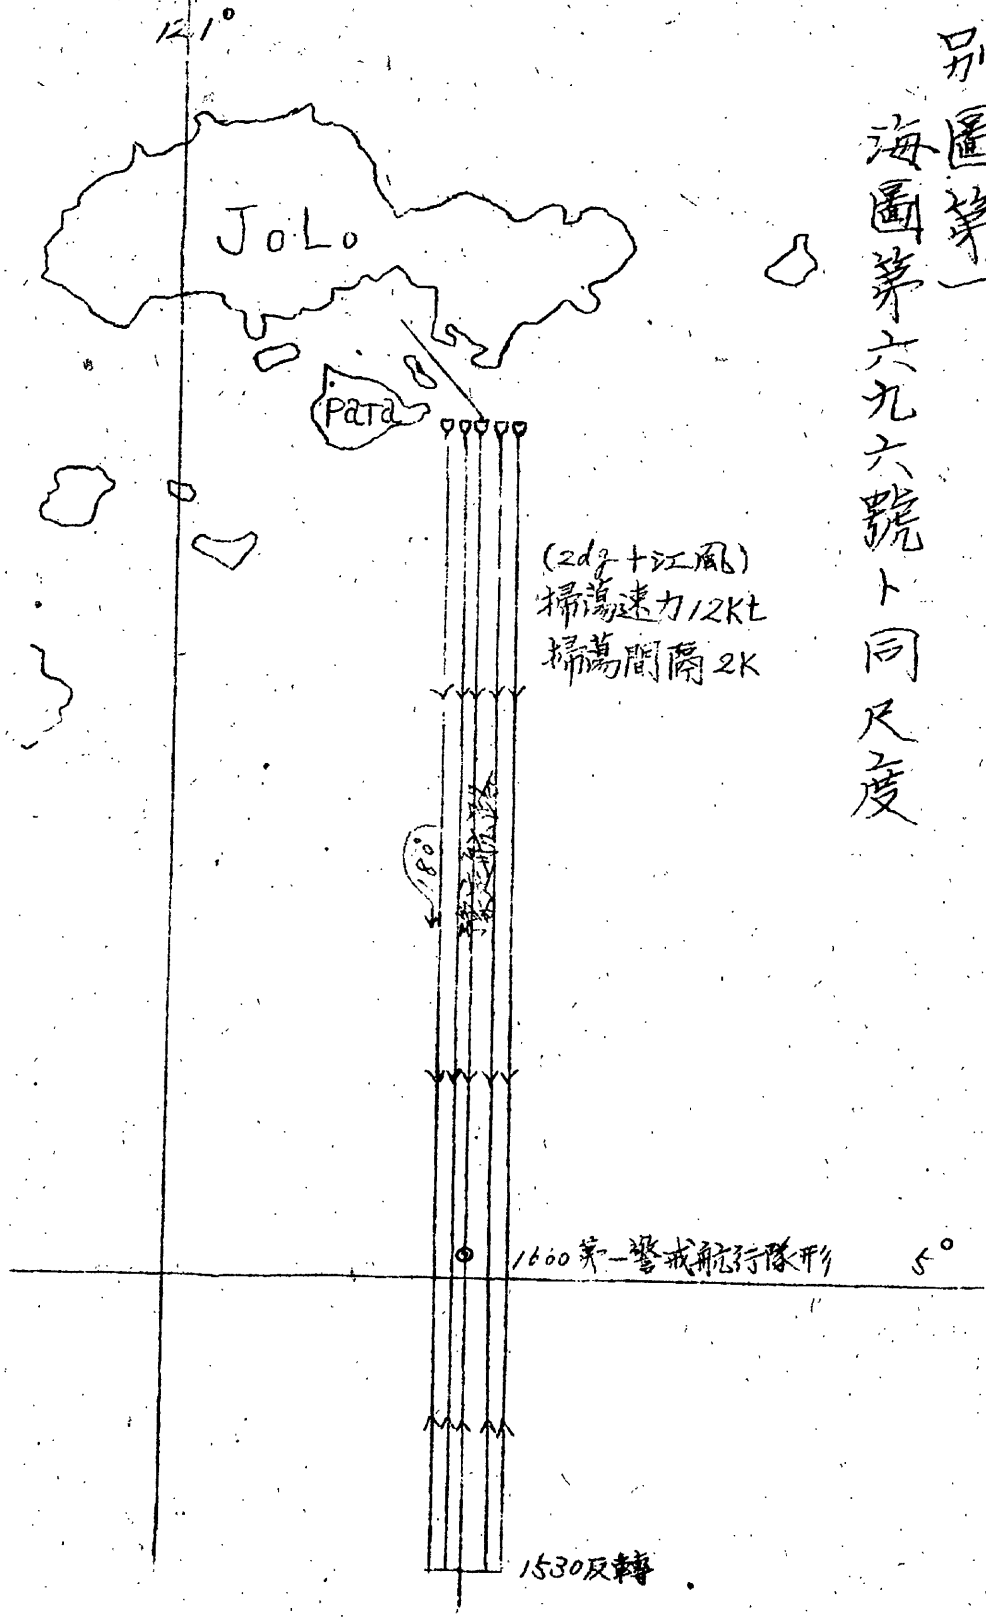 別圖第一
海圖第六九六號ト同尺度
121°
JoLo
PaTa
(2dg+江風)
掃蕩速力12Kt
掃蕩間隔2K
180°
1600第一警戒航行隊形
5°
1530反轉